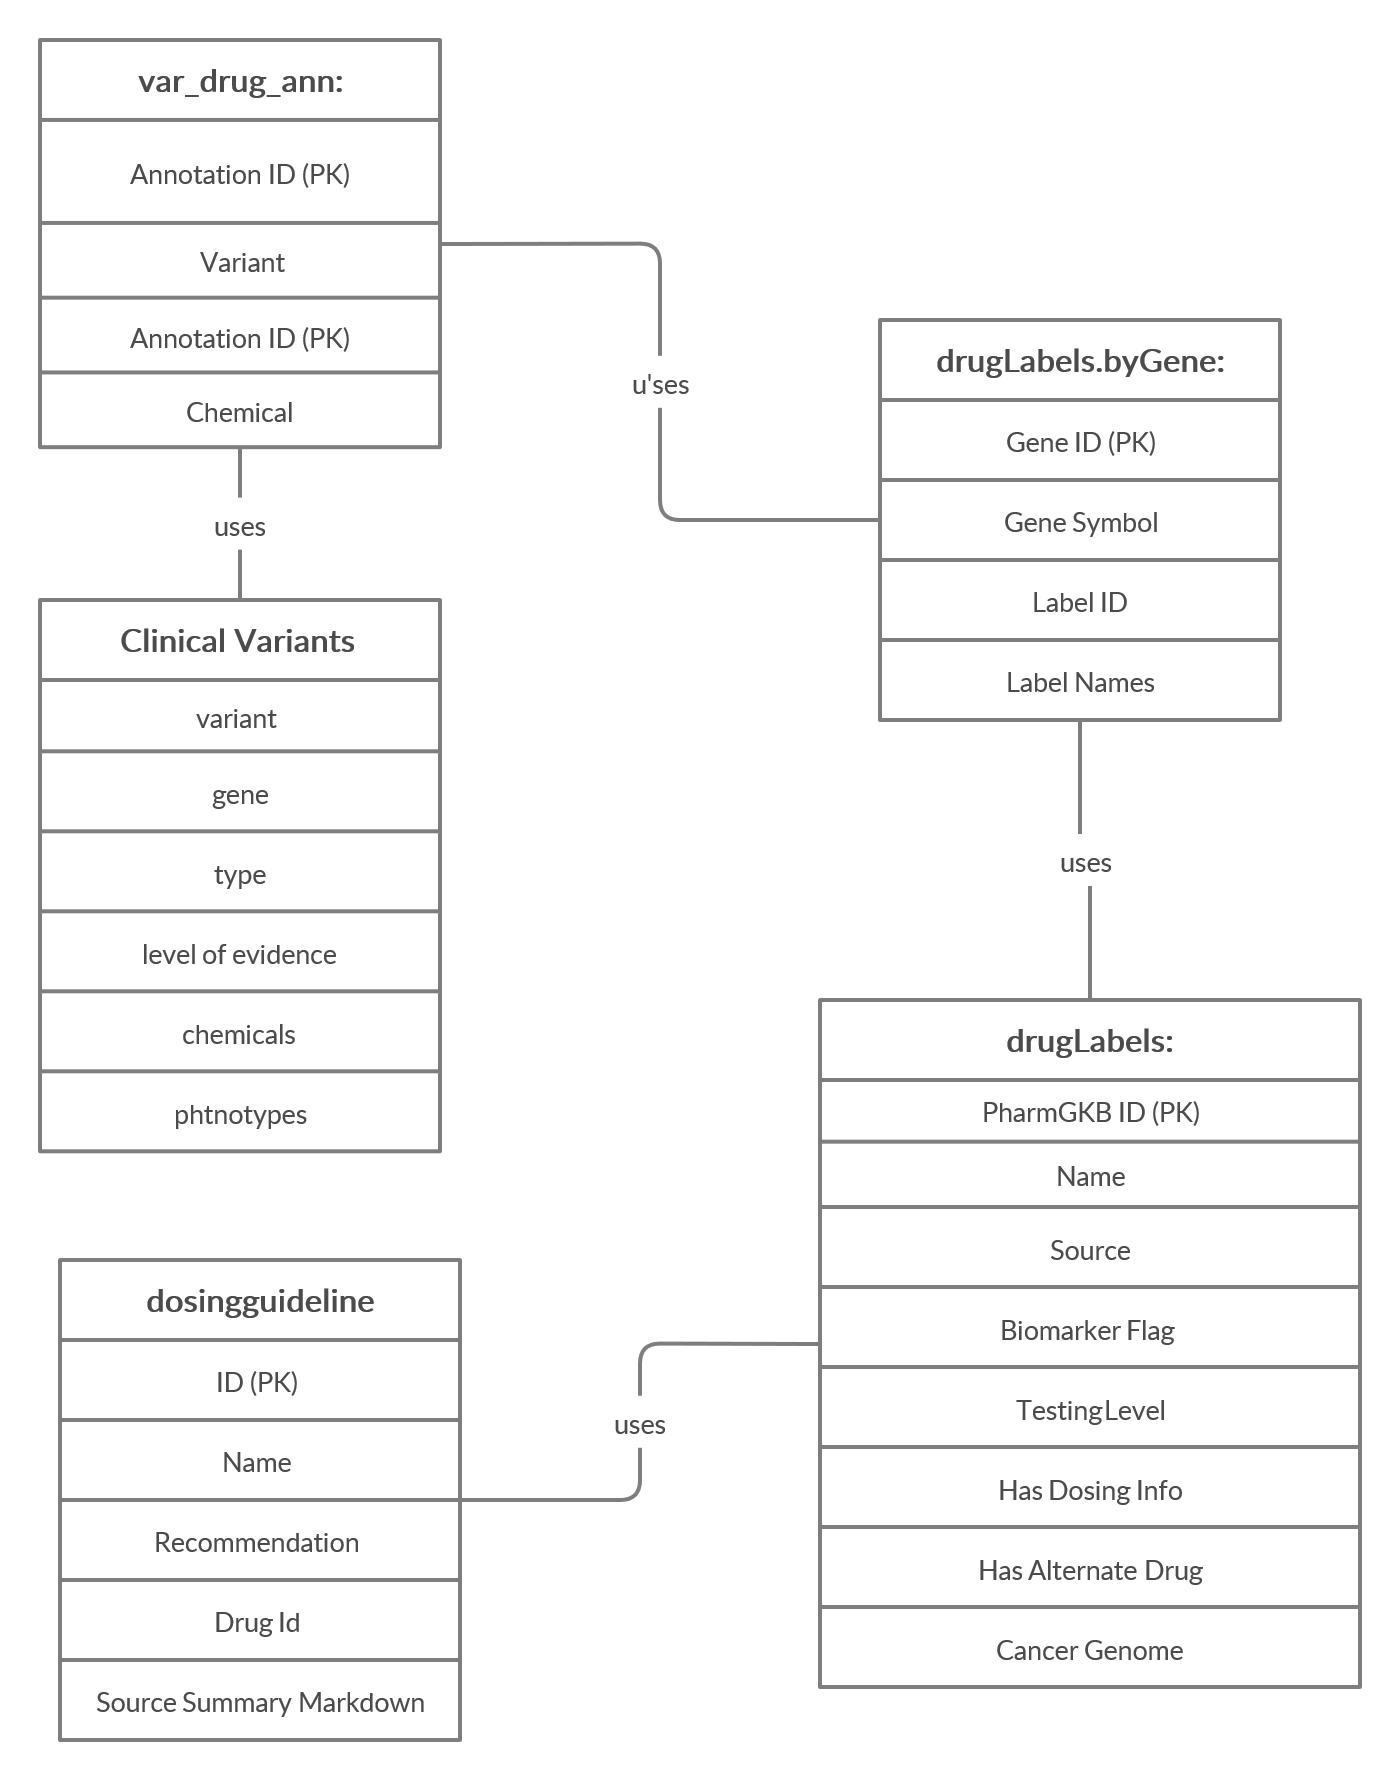 var_drug_ann:
Annotation ID (PK)
Variant
Annotation ID (PK)
Chemical
uses
Clinical Variants
variant
gene
type
level of evidence
chemicals
phtnotypes
u'ses
drugLabels.byGene:
Gene ID (PK)
Gene Symbol
Label ID
Label Names
uses
drugLabels:
PharmGKB ID (PK)
Name
Source
Biomarker Flag
TestingLevel
Has Dosing Info
Has Alternate Drug
Cancer Genome
uses
dosingguideline
ID (PK)
Name
Recommendation
Drug Id
Source Summary Markdown